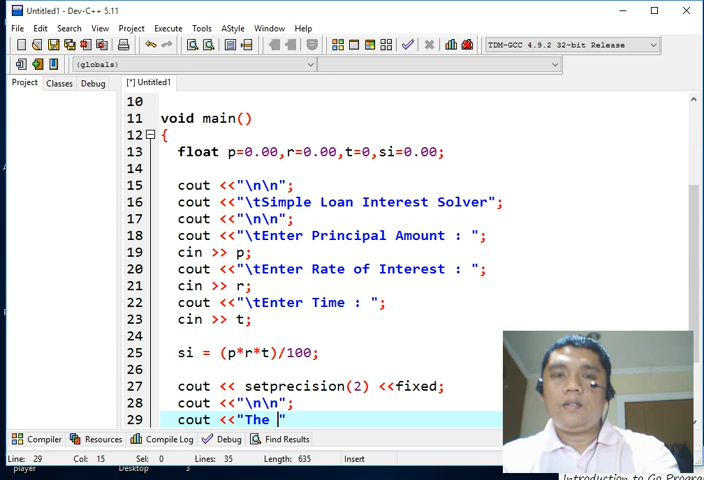 Untitled1 - Dev-C++ 5.11
File Edit Search View Project Execute Tools AStyle Window Help
TDM-GCC 4.9.2 32-bit Release
(globals)
Project Classes Debug
[*] Untitled1
10
11 void main()
12 {
13 float p=0.00,r=0.00,t=0,si=0.00;
14
15 cout <<"\n\n";
16 cout <<"\tSimple Loan Interest Solver";
17 cout <<"\n\n";
18 cout <<"\tEnter Principal Amount : ";
19 cin >> p;
20 cout <<"\tEnter Rate of Interest : ";
21 cin >> r;
22 cout <<"\tEnter Time : ";
23 cin >> t;
24
25 si = (p*r*t)/100;
26
27 cout << setprecision(2) <<fixed;
28 cout <<"\n\n";
29 cout <<"The "
Compiler Resources Compile Log Debug Find Results
Line: 29 Col: 15 Sel: 0 Lines: 35 Length: 635 Insert
player Desktop 3
Introduction to Go Progra